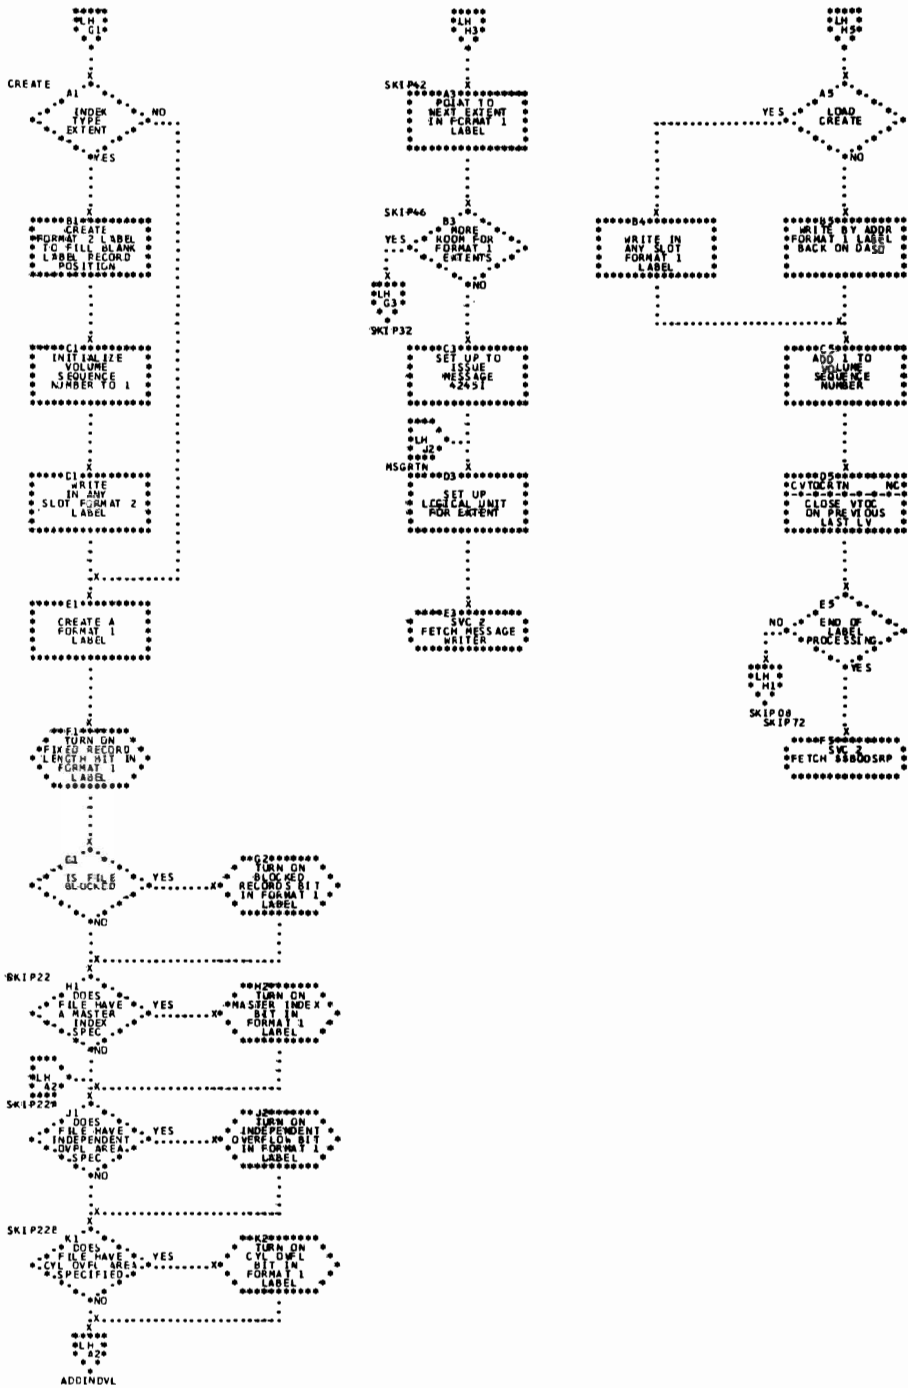 LH
G1
CREATE
A1
INDEX
TYPE
EXTENT
NO
YES
B1
CREATE
FORMAT 2 LABEL
TO FILL BLANK
LABEL RECORD
POSITION
C1
INITIALIZE
VOLUME
SEQUENCE
NUMBER TO 1
D1
WRITE
IN ANY
SLOT FORMAT 2
LABEL
E1
CREATE A
FORMAT 1
LABEL
F1
TURN ON
FIXED RECORD
LENGTH BIT IN
FORMAT 1
LABEL
G1
IS FILE
BLOCKED
YES
NO
G2
TURN ON
BLOCKED
RECORDS BIT
IN FORMAT 1
LABEL
SKIP22
H1
DOES
FILE HAVE
A MASTER
INDEX
SPEC
YES
NO
H2
TURN ON
MASTER INDEX
BIT IN
FORMAT 1
LABEL
LH
A2
J1
DOES
FILE HAVE
INDEPENDENT
OVFL AREA
SPEC
YES
NO
J2
TURN ON
INDEPENDENT
OVERFLOW BIT
IN FORMAT 1
LABEL
SKIP22B
K1
DOES
FILE HAVE
CYL OVFL AREA
SPECIFIED
YES
NO
K2
TURN ON
CYL OVFL
BIT IN
FORMAT 1
LABEL
LH
A2
ADDINDVL
LH
H3
SKIP42
A3
POINT TO
NEXT EXTENT
IN FORMAT 1
LABEL
SKIP46
B3
MORE
ROOM FOR
FORMAT 1
EXTENTS
YES
NO
LH
G3
SKIP32
C3
SET UP TO
ISSUE
MESSAGE
4245I
LH
J2
MSGRTN
D3
SET UP
LOGICAL UNIT
FOR EXTENT
E3
SVC 2
FETCH MESSAGE
WRITER
LH
H5
A5
LOAD
CREATE
YES
NO
B4
WRITE IN
ANY SLOT
FORMAT 1
LABEL
B5
WRITE BY ADDR
FORMAT 1 LABEL
BACK ON DASD
C5
ADD 1 TO
VOLUME
SEQUENCE
NUMBER
D5
CVTOCRTN NC
CLOSE VTOC
ON PREVIOUS
LAST LV
E5
END OF
LABEL
PROCESSING
NO
YES
LH
H1
SKIP08
SKIP72
F5
SVC 2
FETCH $$BODSRP